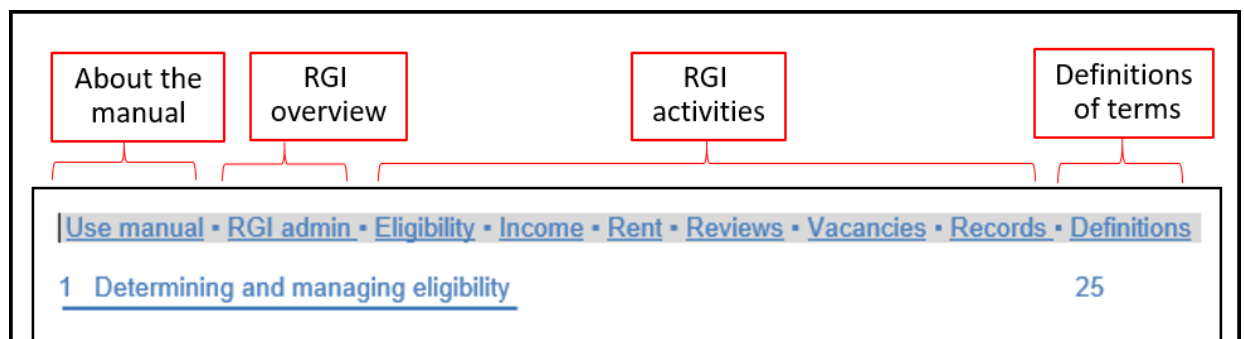 About the
manual
RGI
overview
RGI
activities
Definitions
of terms
Use manual ▪ RGI admin ▪ Eligibility ▪ Income ▪ Rent ▪ Reviews ▪ Vacancies ▪ Records ▪ Definitions
1 Determining and managing eligibility 25